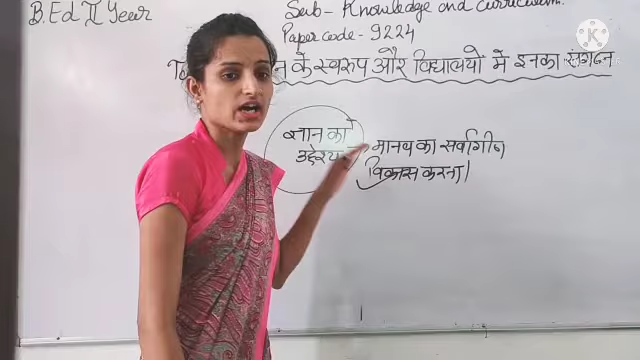 B.Ed II Year
Sub- Knowledge and Curriculum.
Paper code - 9224
के स्वरूप और विद्यालयों में इनका संगठन
ज्ञान का
उद्देश्य
मानव का सर्वांगीण
विकास करना।
K
KINEMASTER